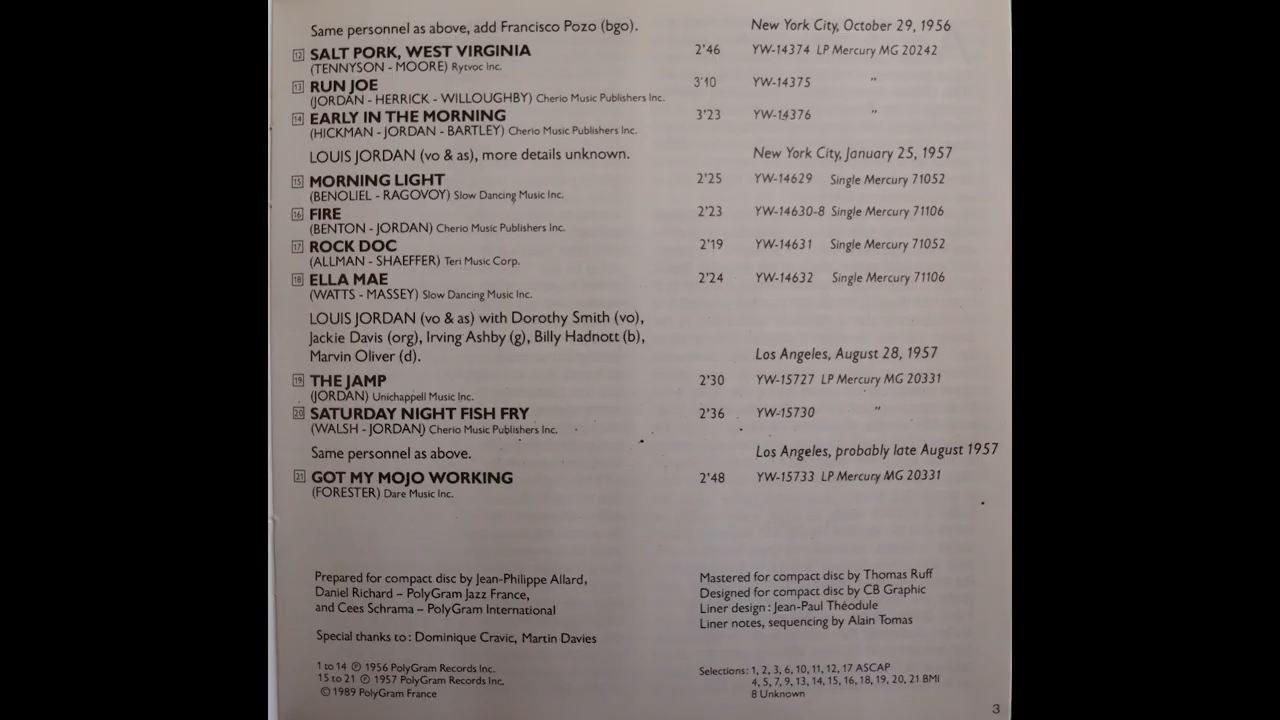 Same personnel as above, add Francisco Pozo (bgo). New York City, October 29, 1956
12 SALT PORK, WEST VIRGINIA 2'46 YW-14374 LP Mercury MG 20242
(TENNYSON - MOORE) Rytvoc Inc.
13 RUN JOE 3'10 YW-14375 "
(JORDAN - HERRICK - WILLOUGHBY) Cherio Music Publishers Inc.
14 EARLY IN THE MORNING 3'23 YW-14376 "
(HICKMAN - JORDAN - BARTLEY) Cherio Music Publishers Inc.
LOUIS JORDAN (vo & as), more details unknown. New York City, January 25, 1957
15 MORNING LIGHT 2'25 YW-14629 Single Mercury 71052
(BENOLIEL - RAGOVOY) Slow Dancing Music Inc.
16 FIRE 2'23 YW-14630-8 Single Mercury 71106
(BENTON - JORDAN) Cherio Music Publishers Inc.
17 ROCK DOC 2'19 YW-14631 Single Mercury 71052
(ALLMAN - SHAEFFER) Teri Music Corp.
18 ELLA MAE 2'24 YW-14632 Single Mercury 71106
(WATTS - MASSEY) Slow Dancing Music Inc.
LOUIS JORDAN (vo & as) with Dorothy Smith (vo),
Jackie Davis (org), Irving Ashby (g), Billy Hadnott (b),
Marvin Oliver (d). Los Angeles, August 28, 1957
19 THE JAMP 2'30 YW-15727 LP Mercury MG 20331
(JORDAN) Unichappell Music Inc.
20 SATURDAY NIGHT FISH FRY 2'36 YW-15730 "
(WALSH - JORDAN) Cherio Music Publishers Inc.
Same personnel as above. Los Angeles, probably late August 1957
21 GOT MY MOJO WORKING 2'48 YW-15733 LP Mercury MG 20331
(FORESTER) Dare Music Inc.
Prepared for compact disc by Jean-Philippe Allard,
Daniel Richard – PolyGram Jazz France,
and Cees Schrama – PolyGram International
Special thanks to : Dominique Cravic, Martin Davies
1 to 14 ℗ 1956 PolyGram Records Inc.
15 to 21 ℗ 1957 PolyGram Records Inc.
© 1989 PolyGram France
Mastered for compact disc by Thomas Ruff
Designed for compact disc by CB Graphic
Liner design : Jean-Paul Théodule
Liner notes, sequencing by Alain Tomas
Selections: 1, 2, 3, 6, 10, 11, 12, 17 ASCAP
4, 5, 7, 9, 13, 14, 15, 16, 18, 19, 20, 21 BMI
8 Unknown
3